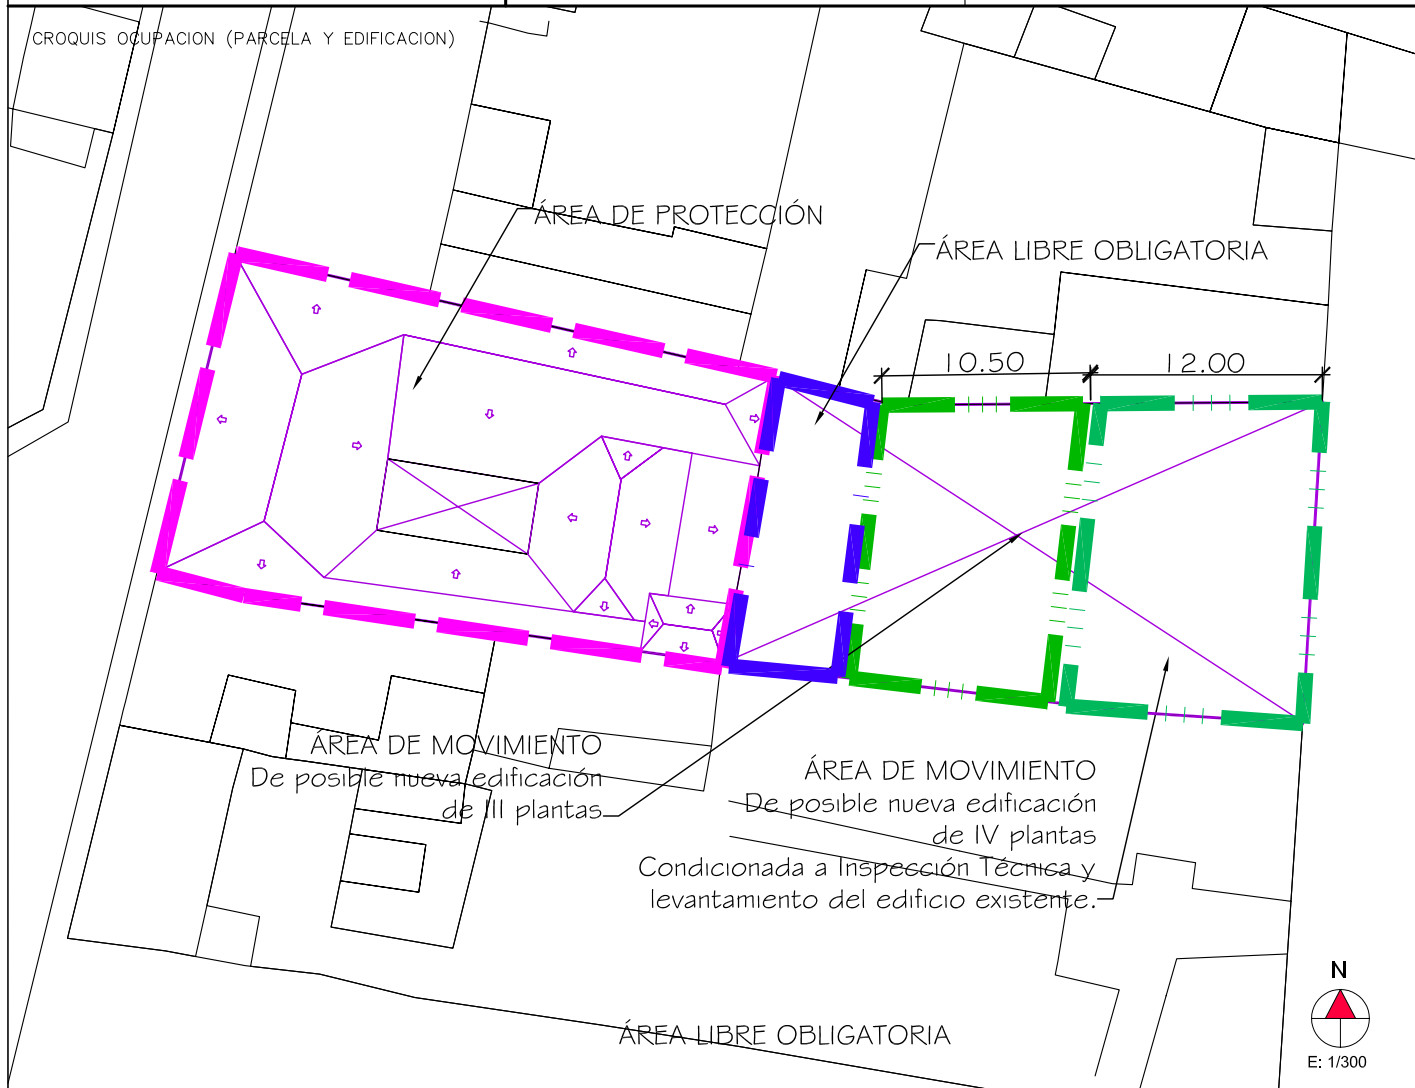 CROQUIS OCUPACION (PARCELA Y EDIFICACION)
ÁREA DE PROTECCIÓN
ÁREA LIBRE OBLIGATORIA
10.50
12.00
ÁREA DE MOVIMIENTO
De posible nueva edificación
de III plantas
ÁREA DE MOVIMIENTO
De posible nueva edificación
de IV plantas
Condicionada a Inspección Técnica y
levantamiento del edificio existente.
ÁREA LIBRE OBLIGATORIA
N
E: 1/300